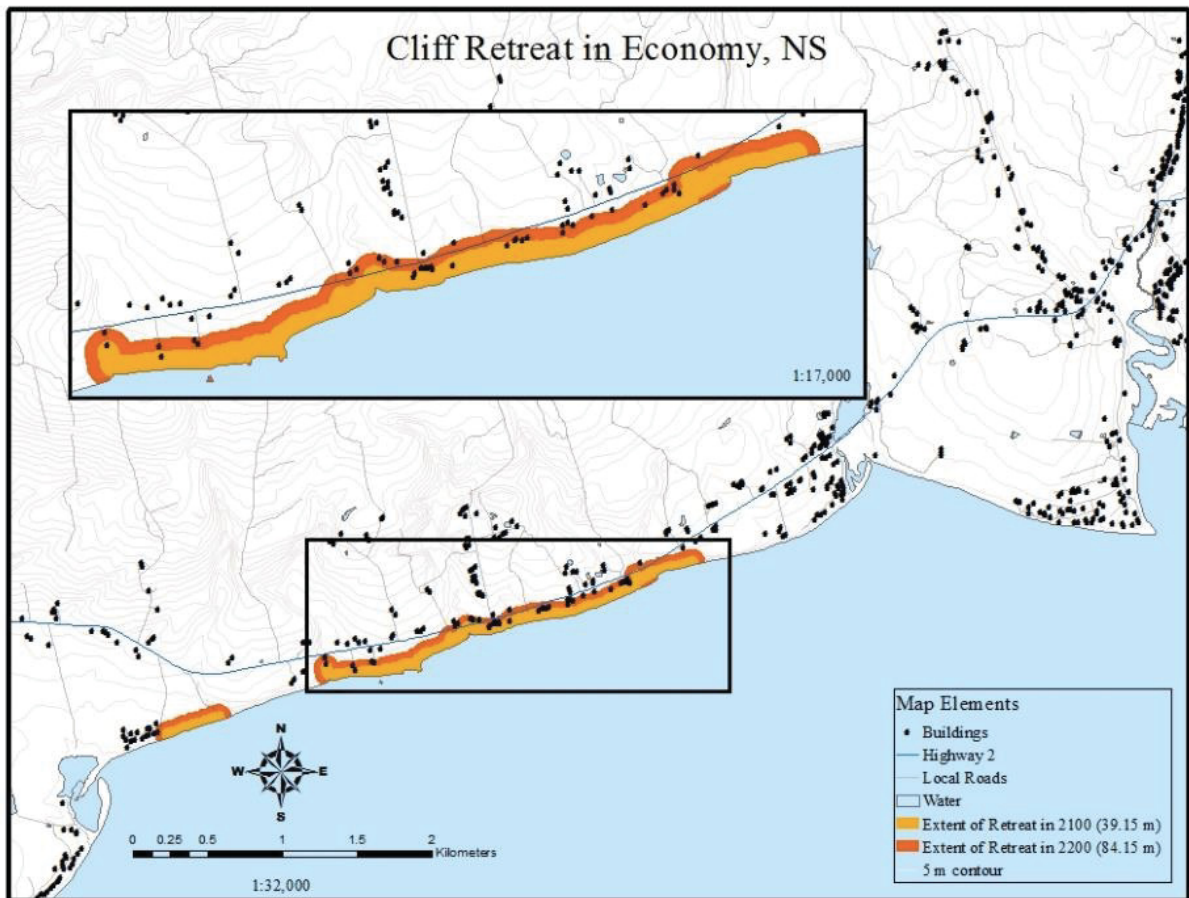 Cliff Retreat in Economy, NS
1:17,000
N
W E
S
0 0.25 0.5 1 1.5 2
Kilometers
1:32,000
Map Elements
Buildings
Highway 2
Local Roads
Water
Extent of Retreat in 2100 (39.15 m)
Extent of Retreat in 2200 (84.15 m)
5 m contour